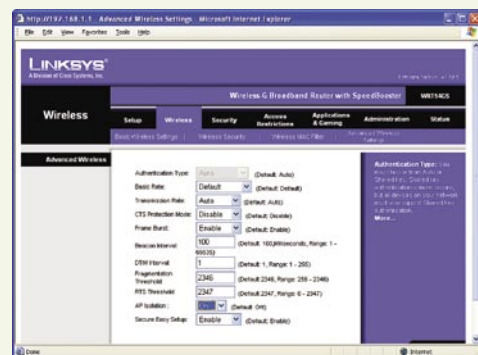 http://192.168.1.1 Advanced Wireless Settings - Microsoft Internet Explorer
File Edit View Favorites Tools Help
LINKSYS®
A Division of Cisco Systems, Inc.
Wireless-G Broadband Router with SpeedBooster WRT54GS
Wireless
Setup Wireless Security Access Restrictions Applications & Gaming Administration Status
Basic Wireless Settings | Wireless Security | Wireless MAC Filter | Advanced Wireless Settings
Advanced Wireless
Authentication Type: Auto (Default: Auto)
Basic Rate: Default (Default: Default)
Transmission Rate: Auto (Default: Auto)
CTS Protection Mode: Disable (Default: Disable)
Frame Burst: Enable (Default: Enable)
Beacon Interval: 100 (Default: 100, Milliseconds, Range: 1 - 65535)
DTIM Interval: 1 (Default: 1, Range: 1 - 255)
Fragmentation Threshold: 2346 (Default: 2346, Range: 256 - 2346)
RTS Threshold: 2347 (Default: 2347, Range: 0 - 2347)
AP Isolation : (Default: Off)
Secure Easy Setup: Enable (Default: Enable)
Authentication Type: You
More...
Done Internet